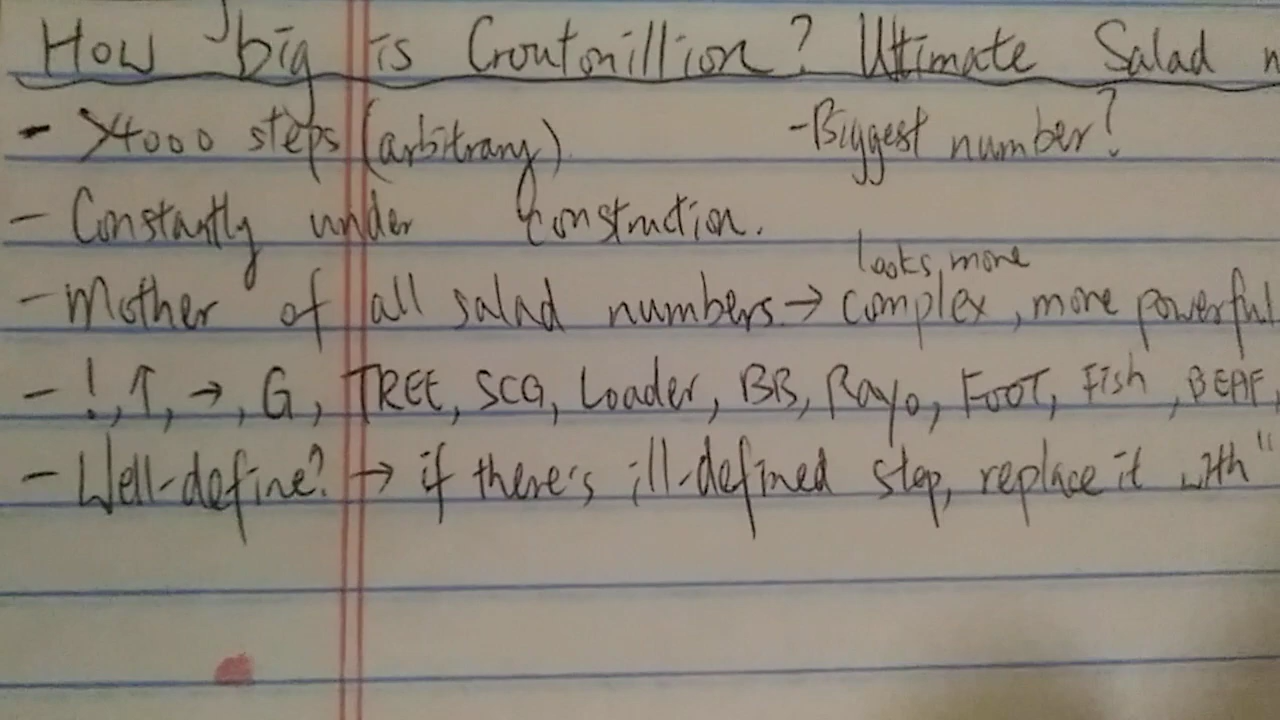 How big is Croutonillion? Ultimate Salad n
- >4000 steps (arbitrary). -Biggest number?
- Constantly under construction.
looks more
- Mother of all salad numbers → complex, more powerful
- !, ↑, →, G, TREE, SCG, Loader, BB, Rayo, FOOT, Fish, BEAF,
- Well-define? → if there's ill-defined step, replace it with "